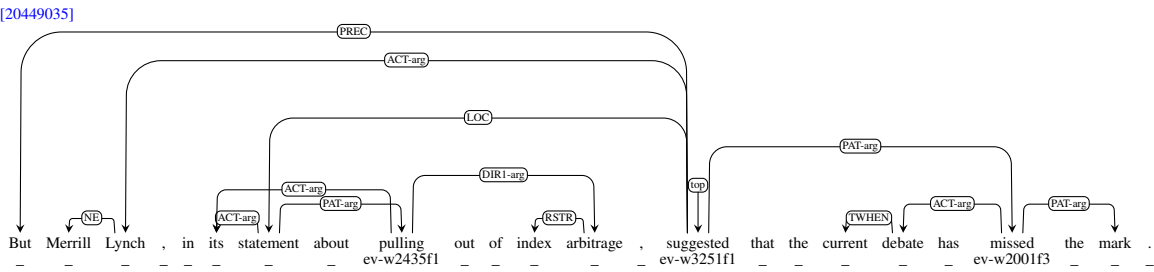 [20449035]
PREC
ACT-arg
LOC
PAT-arg
DIR1-arg
top
ACT-arg
PAT-arg
NE
ACT-arg
RSTR
TWHEN
ACT-arg
PAT-arg
But Merrill Lynch , in its statement about pulling out of index arbitrage , suggested that the current debate has missed the mark .
_ _ _ _ _ _ _ _ ev-w2435f1 _ _ _ _ _ ev-w3251f1 _ _ _ _ _ ev-w2001f3 _ _ _